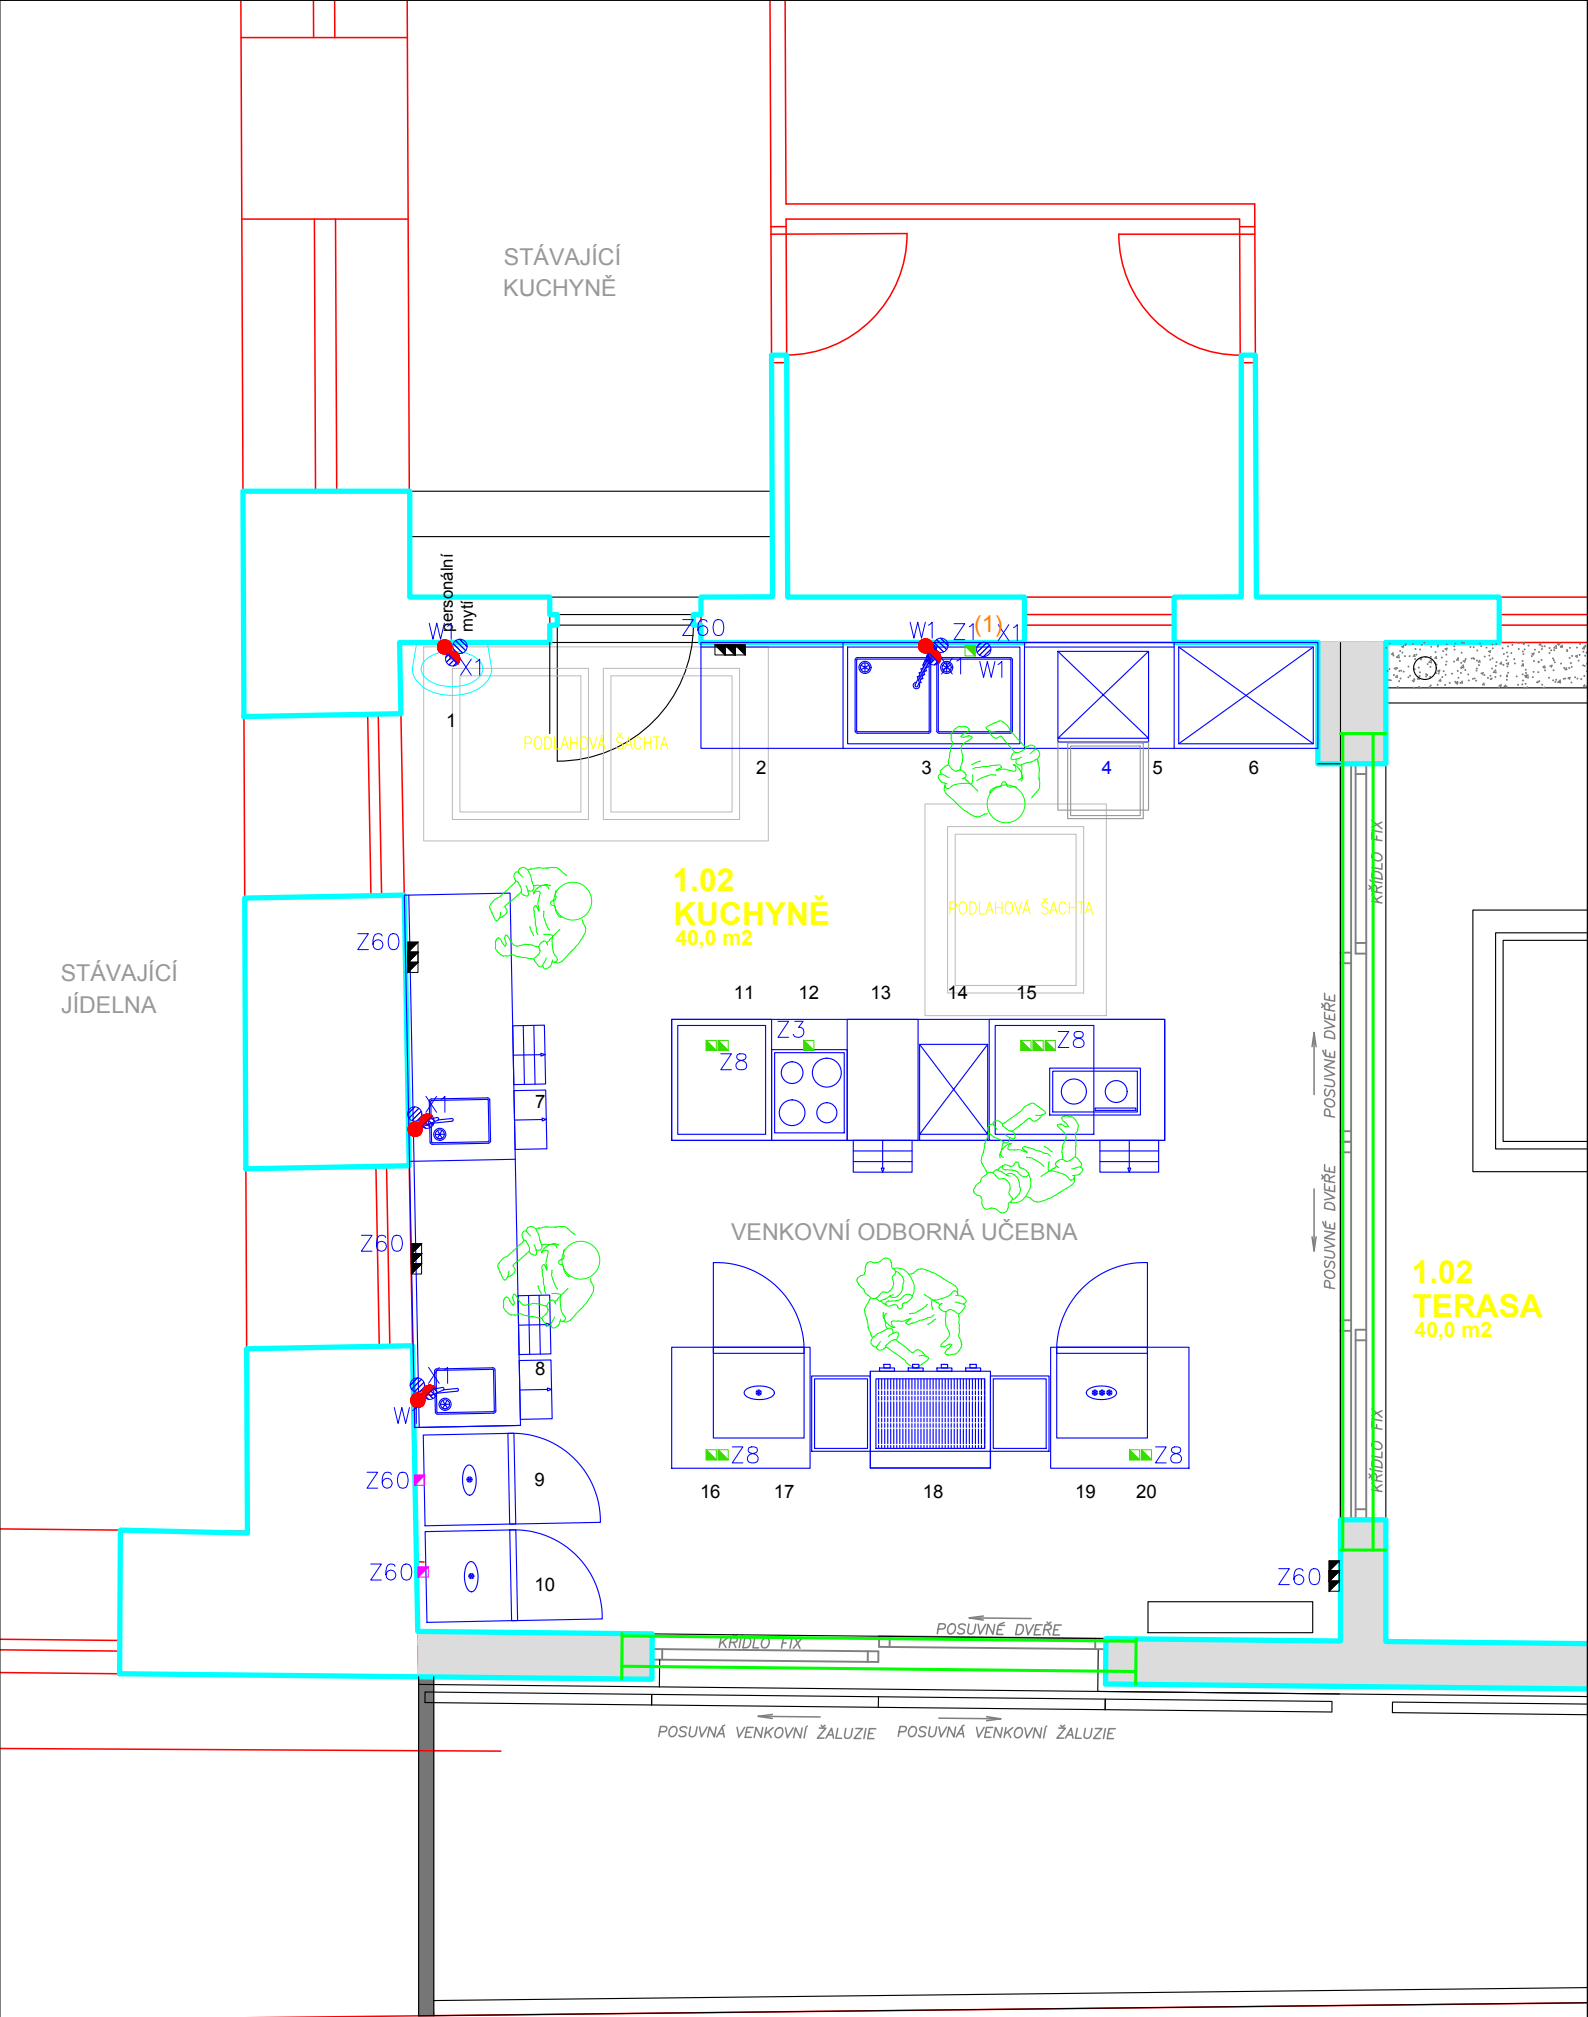 STÁVAJÍCÍ
KUCHYNĚ
personální
mytí
W1
X1
Z60
W1
Z1
(1)
X1
X1
W1
1
PODLAHOVÁ ŠACHTA
2
3
4
5
6
KŘÍDLO FIX
1.02
KUCHYNĚ
40,0 m2
PODLAHOVÁ ŠACHTA
Z60
STÁVAJÍCÍ
JÍDELNA
11
12
13
14
15
Z3
Z8
Z8
POSUVNÉ DVEŘE
X1
7
POSUVNÉ DVEŘE
VENKOVNÍ ODBORNÁ UČEBNA
Z60
1.02
TERASA
40,0 m2
X1
8
W
KŘÍDLO FIX
Z8
Z8
Z60
9
16
17
18
19
20
Z60
10
Z60
POSUVNÉ DVEŘE
KŘÍDLO FIX
POSUVNÁ VENKOVNÍ ŽALUZIE
POSUVNÁ VENKOVNÍ ŽALUZIE